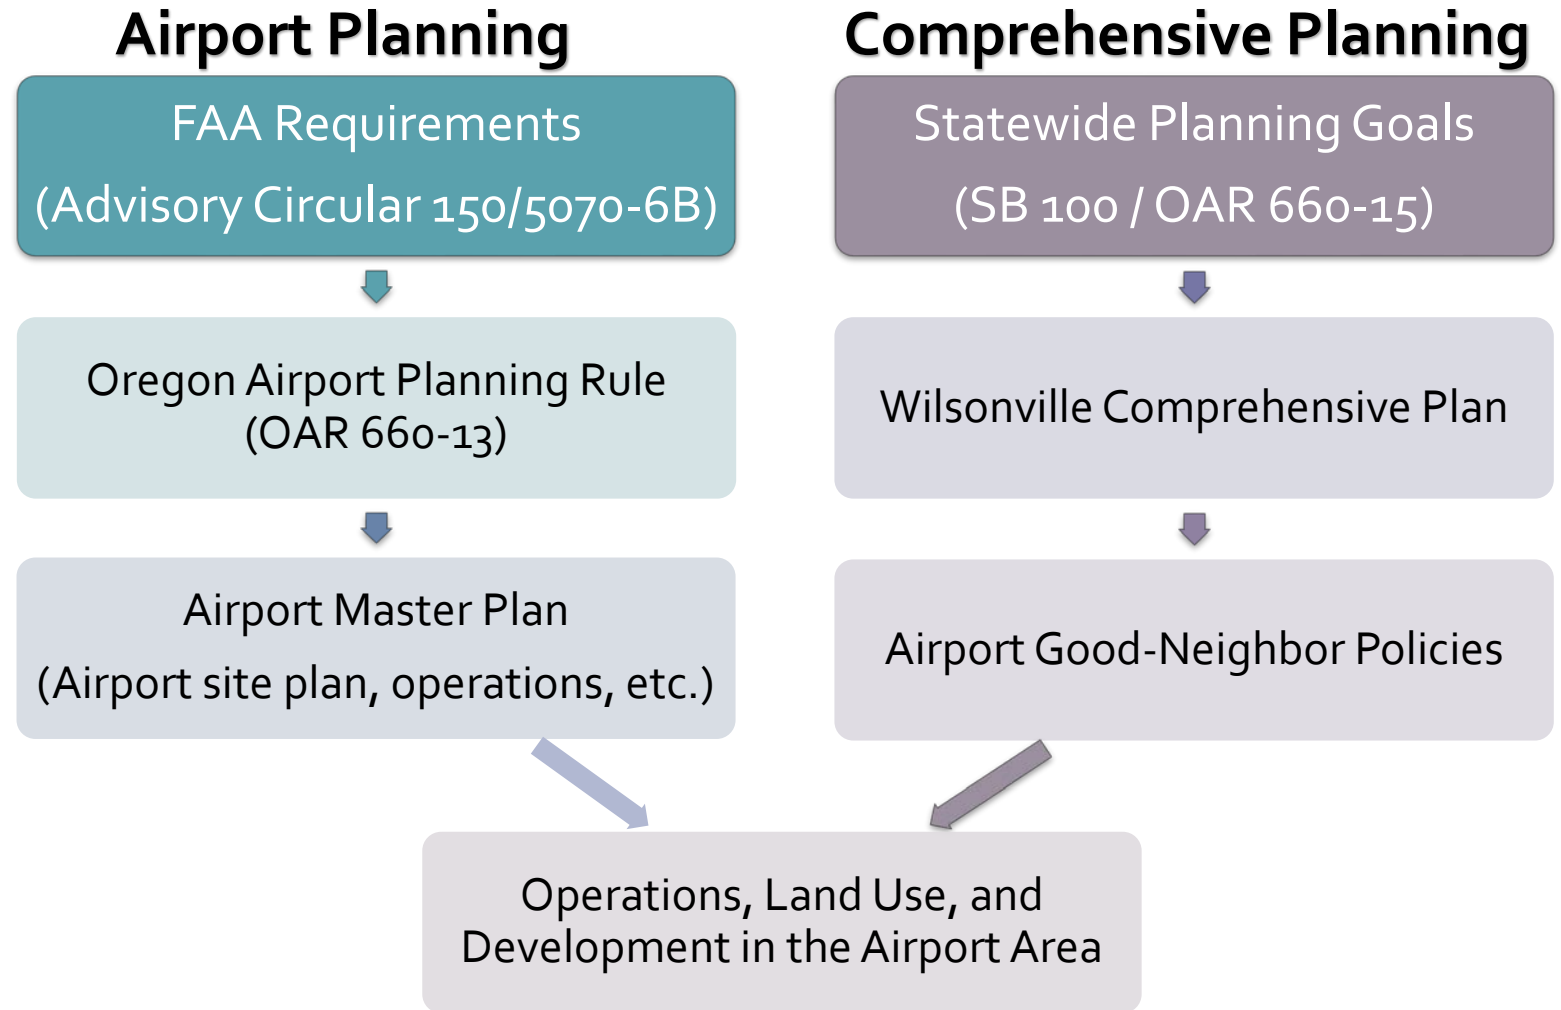 Airport Planning
FAA Requirements
(Advisory Circular 150/5070-6B)
Oregon Airport Planning Rule
(OAR 660-13)
Airport Master Plan
(Airport site plan, operations, etc.)
Comprehensive Planning
Statewide Planning Goals
(SB 100 / OAR 660-15)
Wilsonville Comprehensive Plan
Airport Good-Neighbor Policies
Operations, Land Use, and
Development in the Airport Area